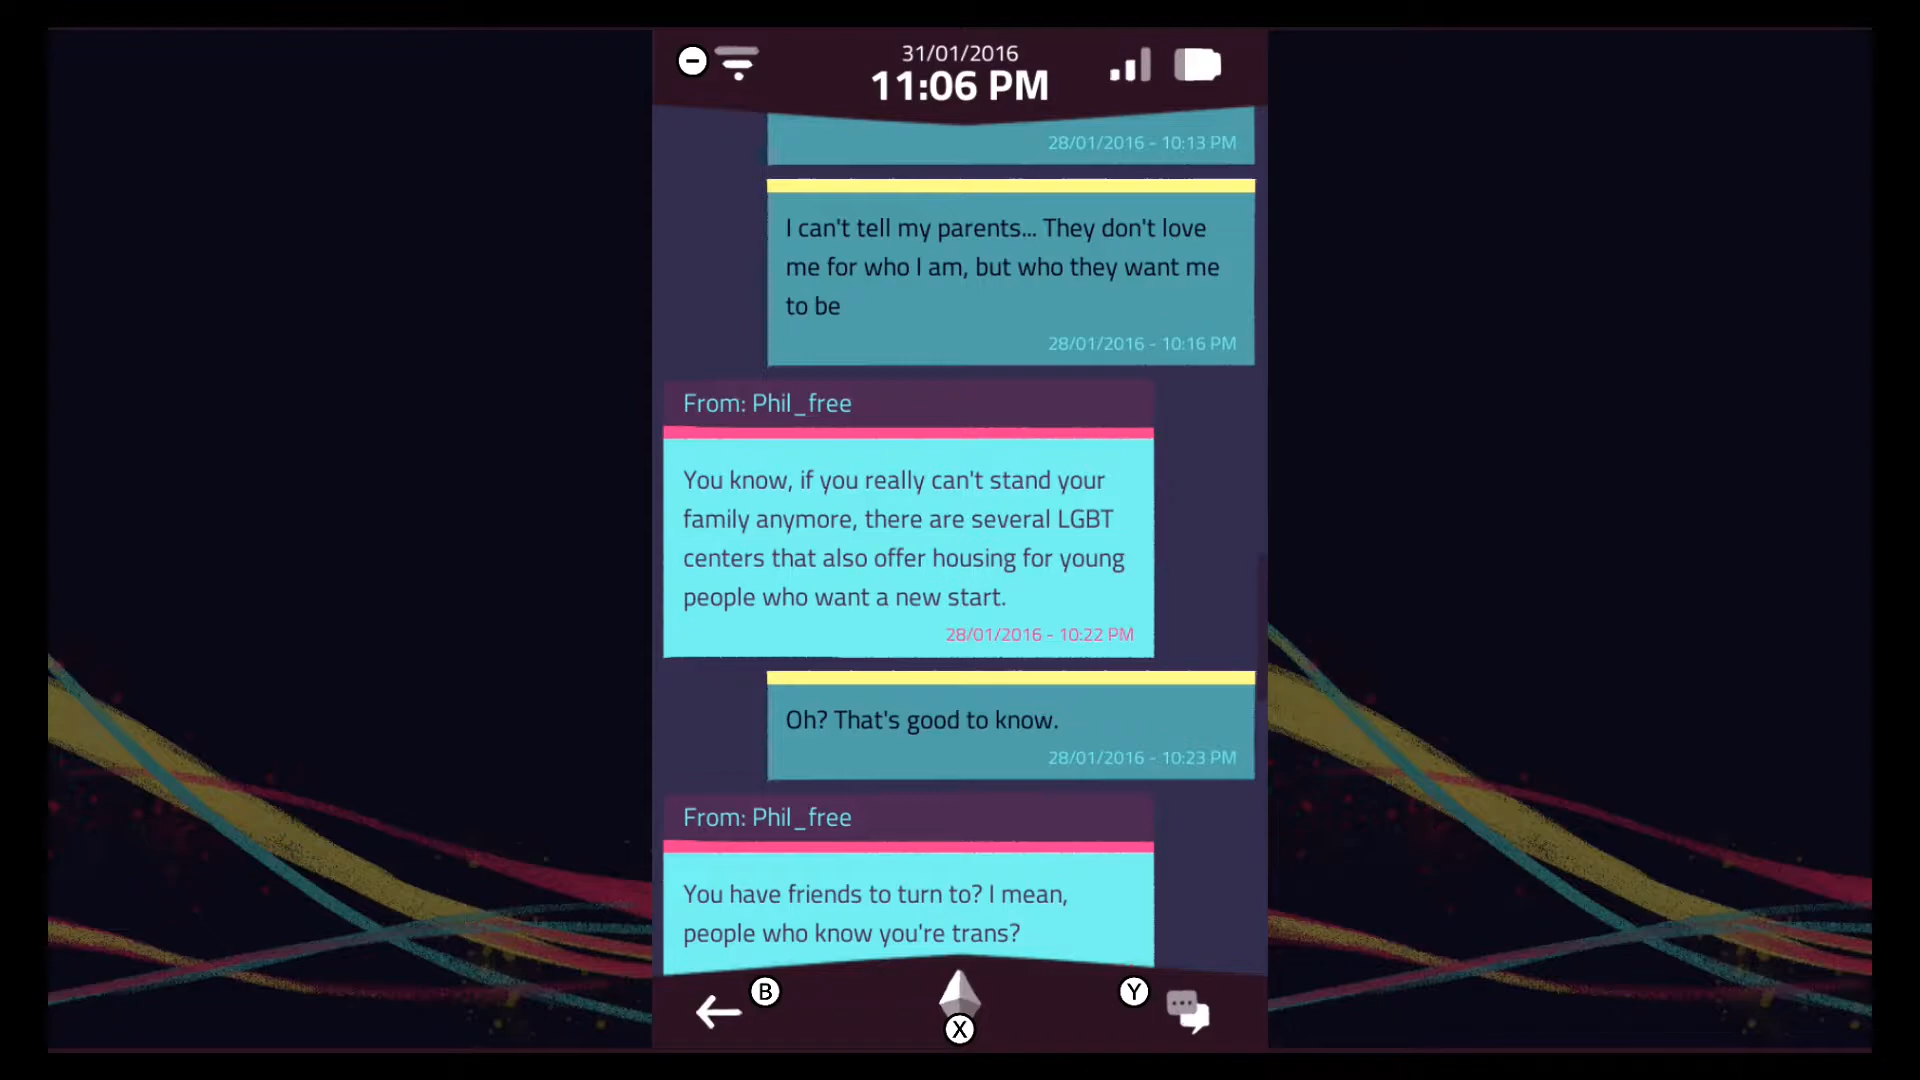 31/01/2016
11:06 PM
28/01/2016 - 10:13 PM
I can't tell my parents... They don't love
me for who I am, but who they want me
to be
28/01/2016 - 10:16 PM
From: Phil_free
You know, if you really can't stand your
family anymore, there are several LGBT
centers that also offer housing for young
people who want a new start.
28/01/2016 - 10:22 PM
Oh? That's good to know.
28/01/2016 - 10:23 PM
From: Phil_free
You have friends to turn to? I mean,
people who know you're trans?
B
Y
X